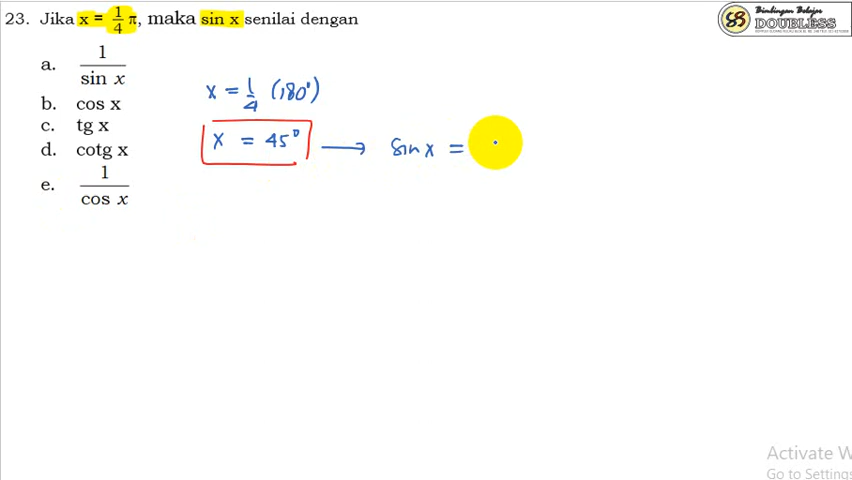 23. Jika x = 1/4 π, maka sin x senilai dengan
a. 1/sin x
b. cos x
c. tg x
d. cotg x
e. 1/cos x
x = 1/4 (180°)
x = 45° → sin x =
Bimbingan Belajar
DOUBLESS
Activate W
Go to Settings